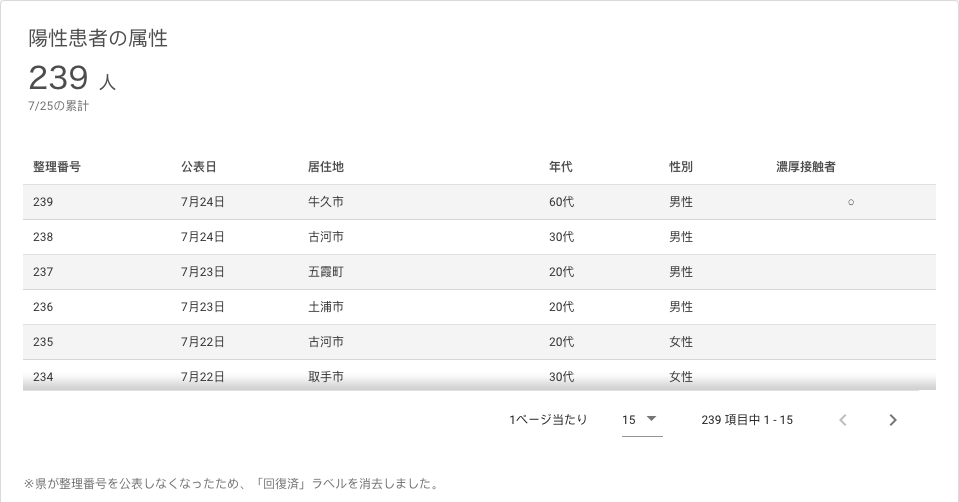 陽性患者の属性
239 人
7/25の累計
整理番号 公表日 居住地 年代 性別 濃厚接触者
239 7月24日 牛久市 60代 男性 ○
238 7月24日 古河市 30代 男性
237 7月23日 五霞町 20代 男性
236 7月23日 土浦市 20代 男性
235 7月22日 古河市 20代 女性
234 7月22日 取手市 30代 女性
1ページ当たり 15 239 項目中 1 - 15
※県が整理番号を公表しなくなったため、「回復済」ラベルを消去しました。